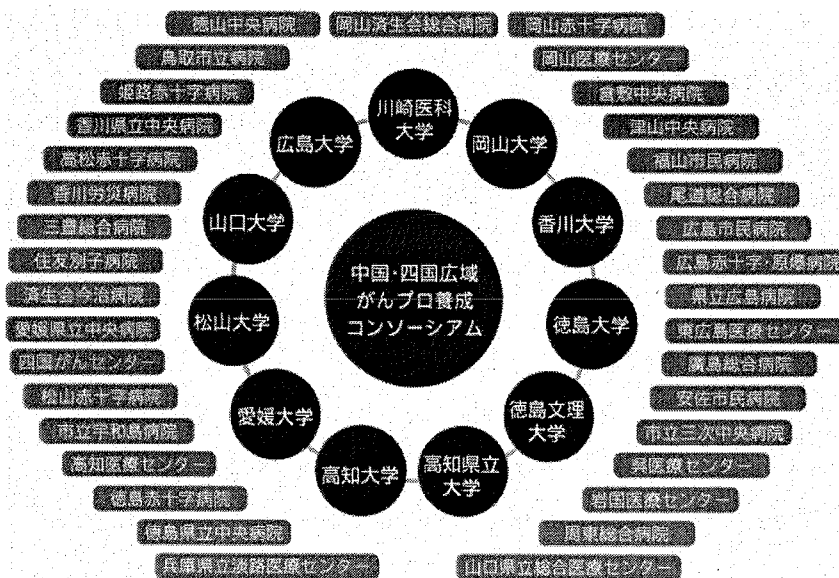 徳山中央病院
岡山済生会総合病院
岡山赤十字病院
鳥取市立病院
岡山医療センター
姫路赤十字病院
倉敷中央病院
香川県立中央病院
津山中央病院
高松赤十字病院
福山市民病院
香川労災病院
尾道総合病院
三豊総合病院
広島市民病院
住友別子病院
広島赤十字・原爆病院
済生会今治病院
県立広島病院
愛媛県立中央病院
東広島医療センター
四国がんセンター
廣島総合病院
松山赤十字病院
安佐市民病院
市立宇和島病院
市立三次中央病院
高知医療センター
呉医療センター
徳島赤十字病院
岩国医療センター
徳島県立中央病院
周東総合病院
兵庫県立淡路医療センター
山口県立総合医療センター
川崎医科
大学
岡山大学
香川大学
徳島大学
徳島文理
大学
高知県立
大学
高知大学
愛媛大学
松山大学
山口大学
広島大学
中国・四国広域
がんプロ養成
コンソーシアム